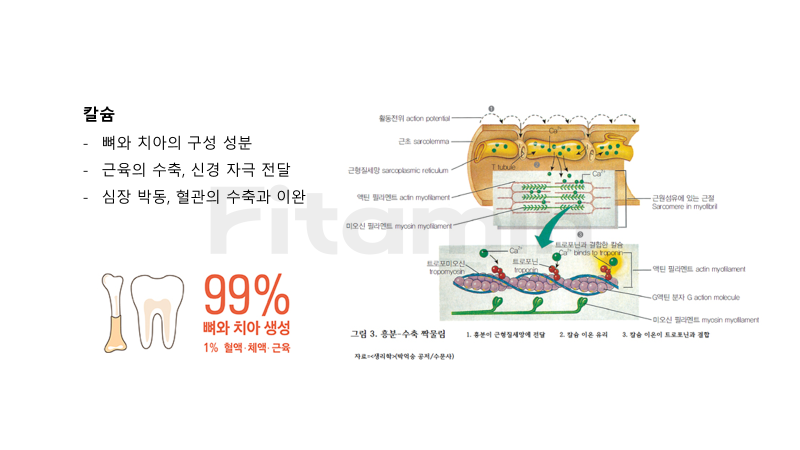 칼슘
- 뼈와 치아의 구성 성분
- 근육의 수축, 신경 자극 전달
- 심장 박동, 혈관의 수축과 이완
ritamin
99%
뼈와 치아 생성
1% 혈액·체액·근육
1
활동전위 action potential
Ca2+
근초 sarcolemma
2
T tubule
근형질세망 sarcoplasmic reticulum
Ca2+
액틴 필라멘트 actin myofilament
근원섬유에 있는 근절
Sarcomere in myofibril
미오신 필라멘트 myosin myofilament
3
Ca2+
트로포닌과 결합한 칼슘
Ca2+ binds to troponin
트로포미오신
tropomyosin
트로포닌
troponin
액틴 필라멘트 actin myofilament
G액틴 분자 G action molecule
미오신 필라멘트 myosin myofilament
그림 3. 흥분-수축 짝물림 1. 흥분이 근형질세망에 전달 2. 칼슘 이온 유리 3. 칼슘 이온이 트로포닌과 결합
자료=<생리학>(박먹송 공저/수문사)